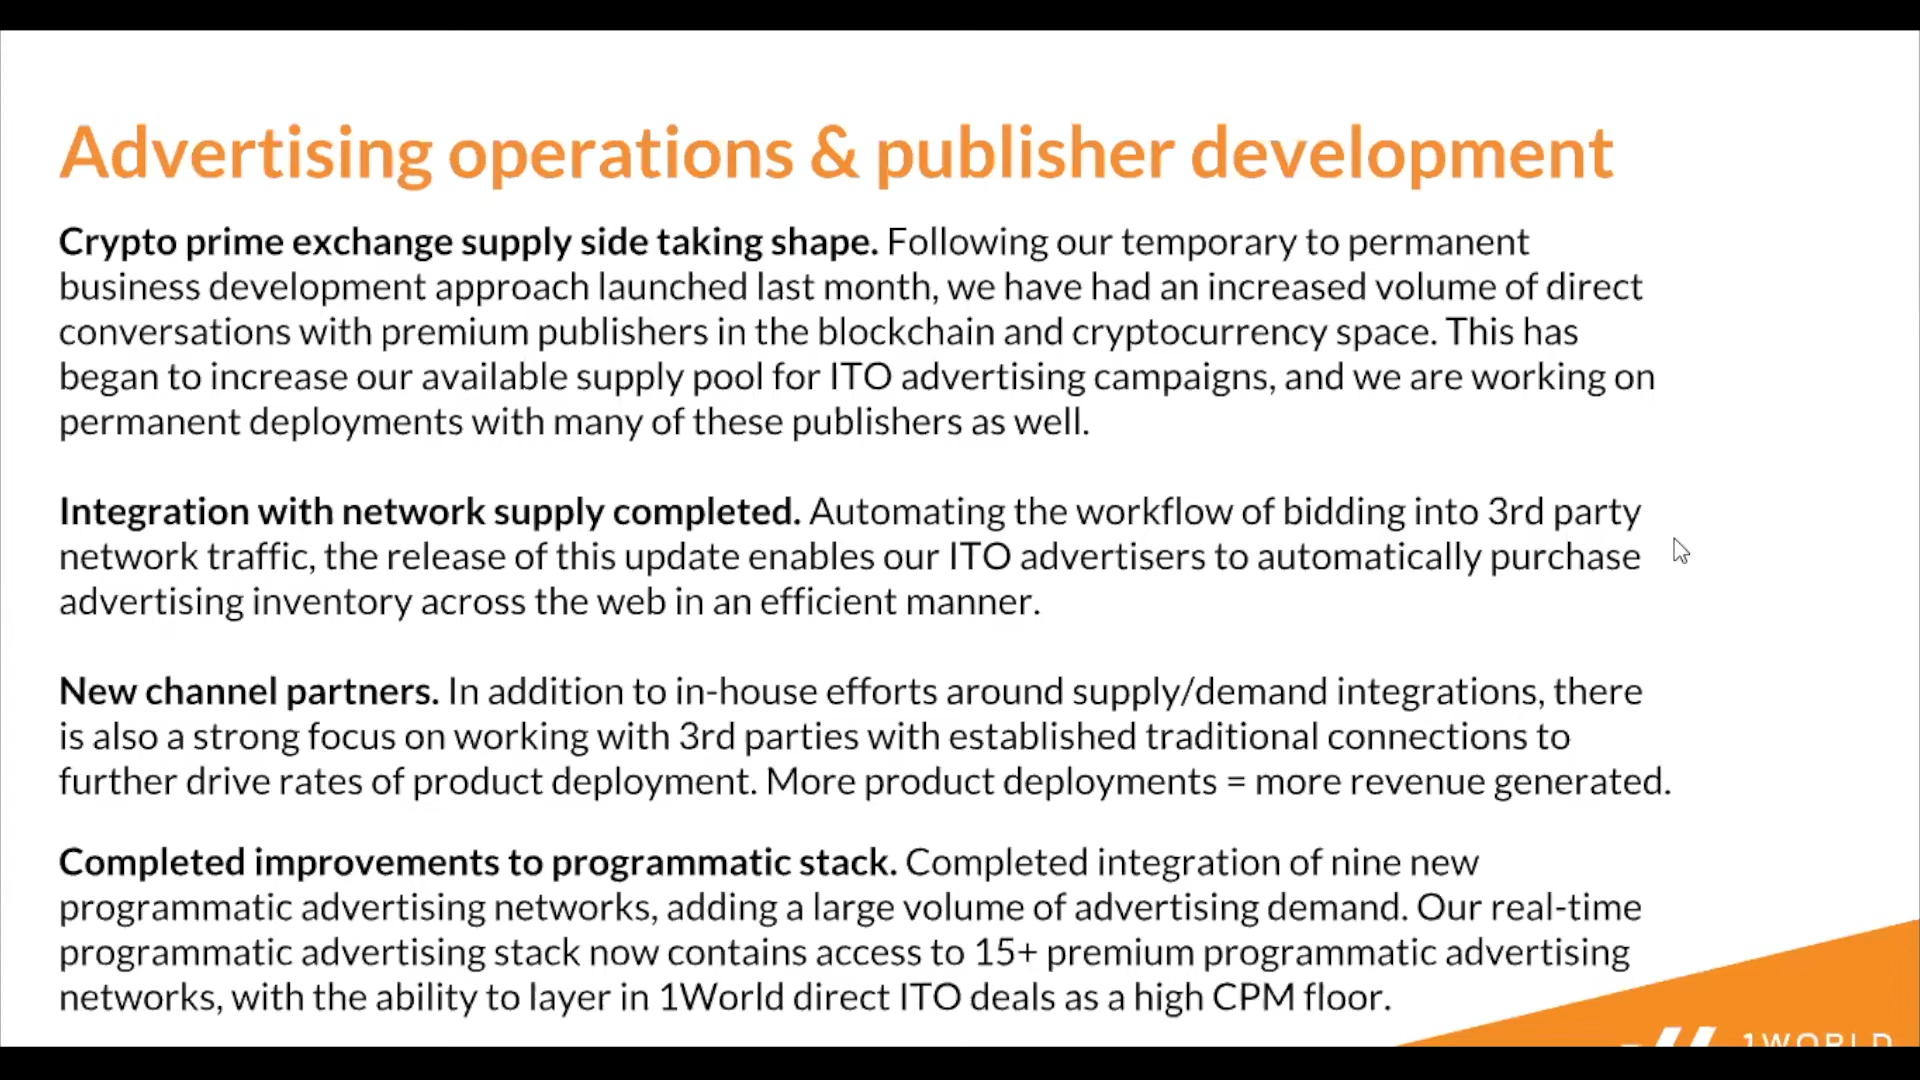 Advertising operations & publisher development
Crypto prime exchange supply side taking shape. Following our temporary to permanent
business development approach launched last month, we have had an increased volume of direct
conversations with premium publishers in the blockchain and cryptocurrency space. This has
began to increase our available supply pool for ITO advertising campaigns, and we are working on
permanent deployments with many of these publishers as well.
Integration with network supply completed. Automating the workflow of bidding into 3rd party
network traffic, the release of this update enables our ITO advertisers to automatically purchase
advertising inventory across the web in an efficient manner.
New channel partners. In addition to in-house efforts around supply/demand integrations, there
is also a strong focus on working with 3rd parties with established traditional connections to
further drive rates of product deployment. More product deployments = more revenue generated.
Completed improvements to programmatic stack. Completed integration of nine new
programmatic advertising networks, adding a large volume of advertising demand. Our real-time
programmatic advertising stack now contains access to 15+ premium programmatic advertising
networks, with the ability to layer in 1World direct ITO deals as a high CPM floor.
1WORLD